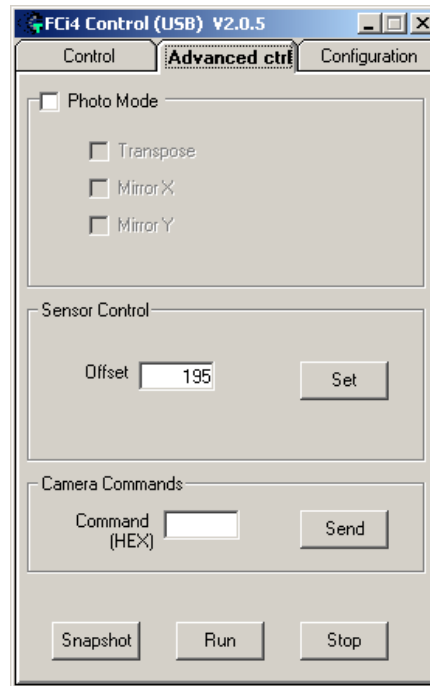 FCi4 Control (USB) V2.0.5
Control Advanced ctrl Configuration
Photo Mode
Transpose
Mirror X
Mirror Y
Sensor Control
Offset 195 Set
Camera Commands
Command
(HEX) Send
Snapshot Run Stop